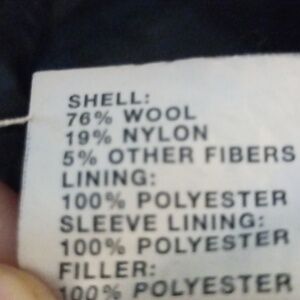 SHELL:
76% WOOL
19% NYLON
5% OTHER FIBERS
LINING:
100% POLYESTER
SLEEVE LINING:
100% POLYESTER
FILLER:
100% POLYESTER